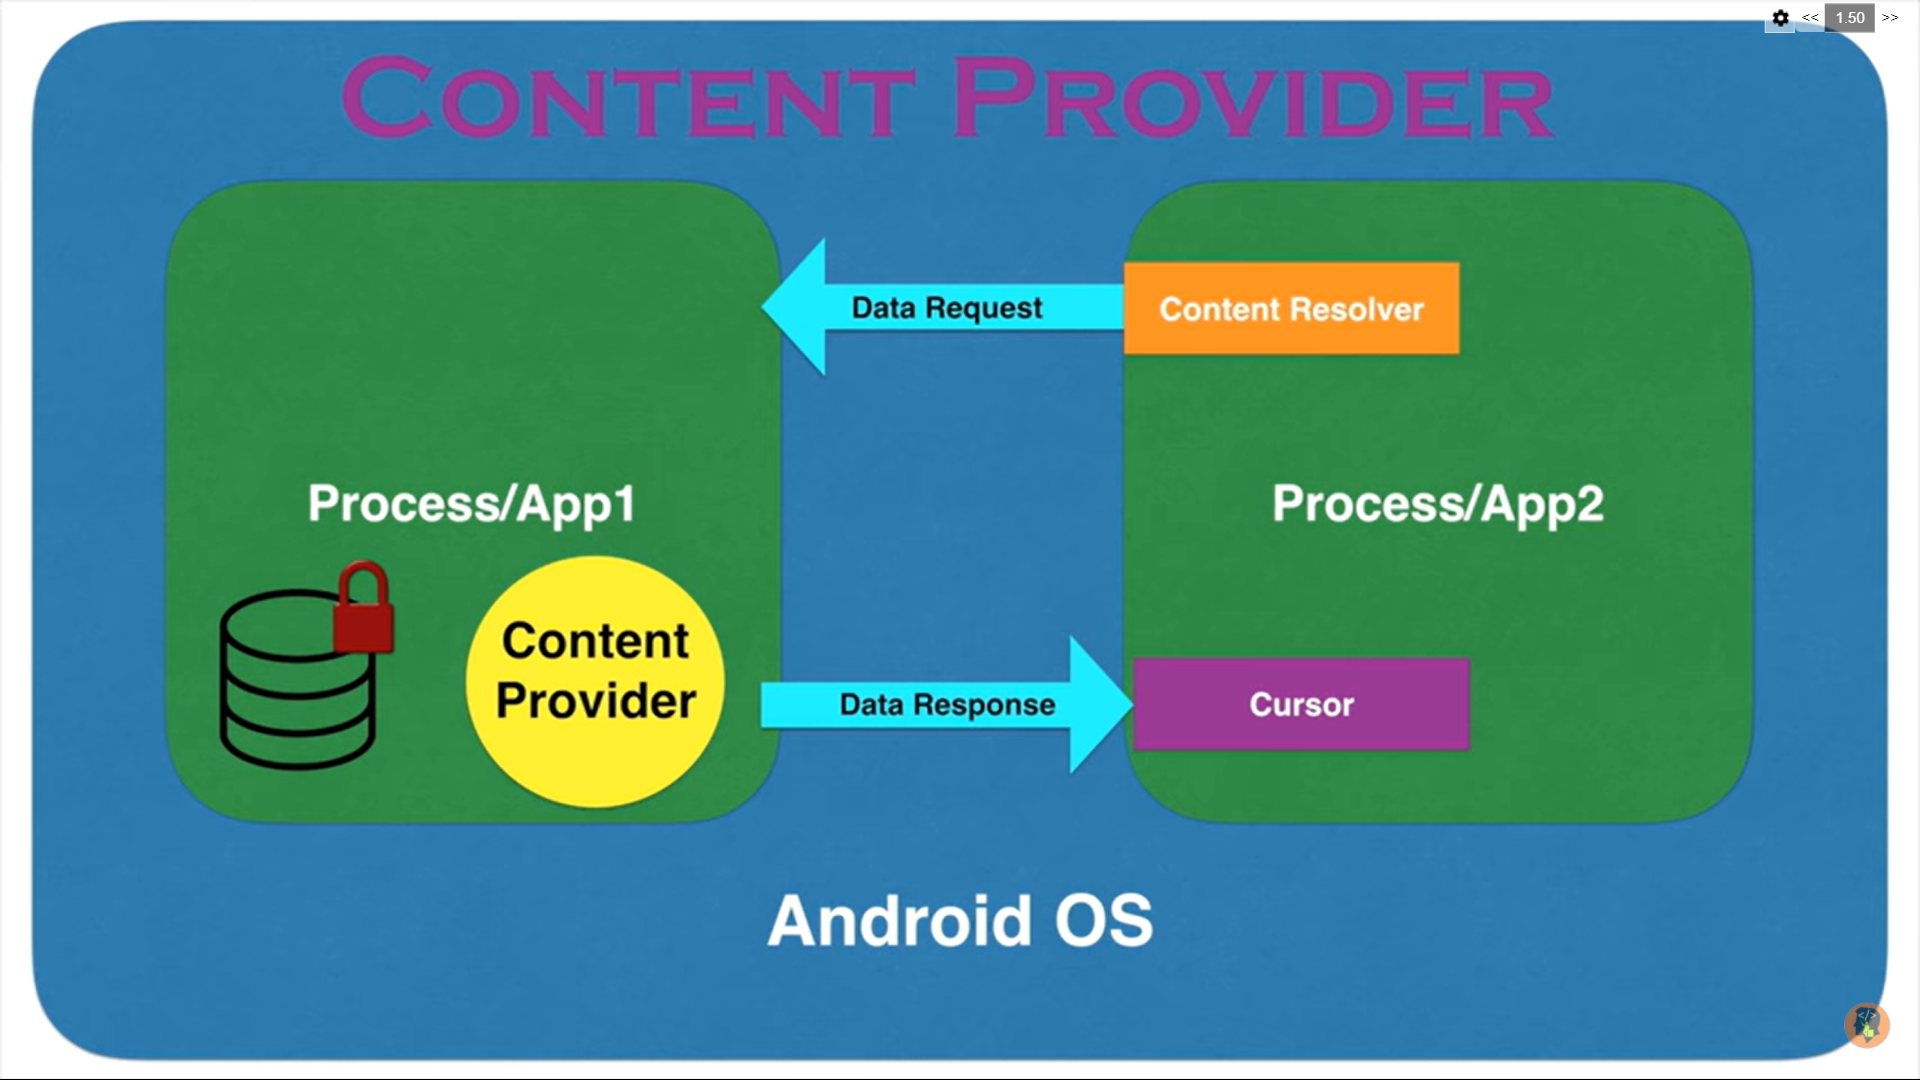 << 1.50 >>
CONTENT PROVIDER
Data Request
Content Resolver
Process/App1
Process/App2
Content
Provider
Data Response
Cursor
Android OS
</>